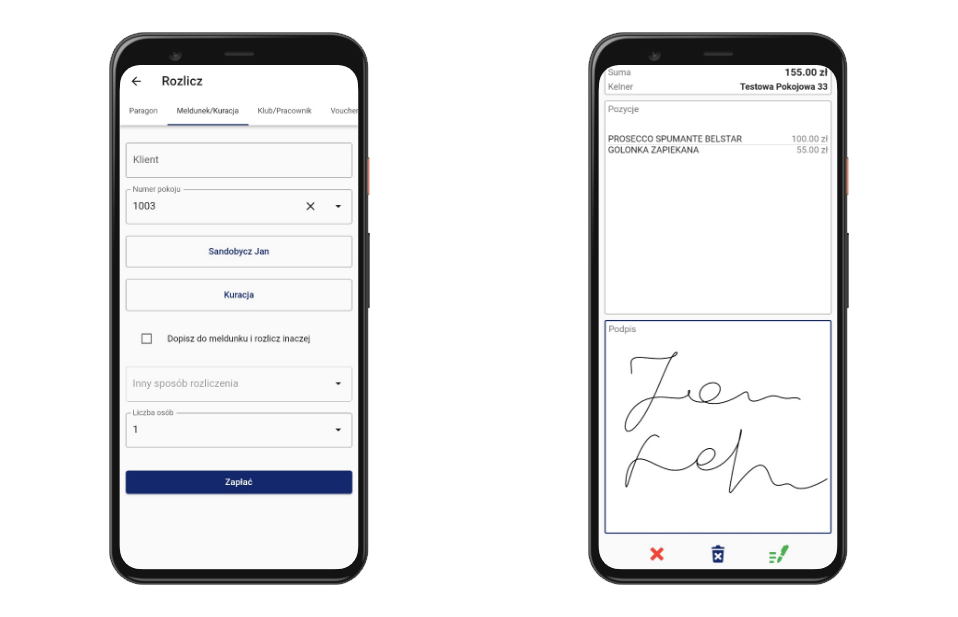 Rozlicz
Paragon Meldunek/Kuracja Klub/Pracownik Voucher
Klient
Numer pokoju
1003
Sandobycz Jan
Kuracja
Dopisz do meldunku i rozlicz inaczej
Inny sposób rozliczenia
Liczba osób
1
Zapłać
Suma 155.00 zł
Kelner Testowa Pokojowa 33
Pozycje
PROSECCO SPUMANTE BELSTAR 100.00 zł
GOLONKA ZAPIEKANA 55.00 zł
Podpis